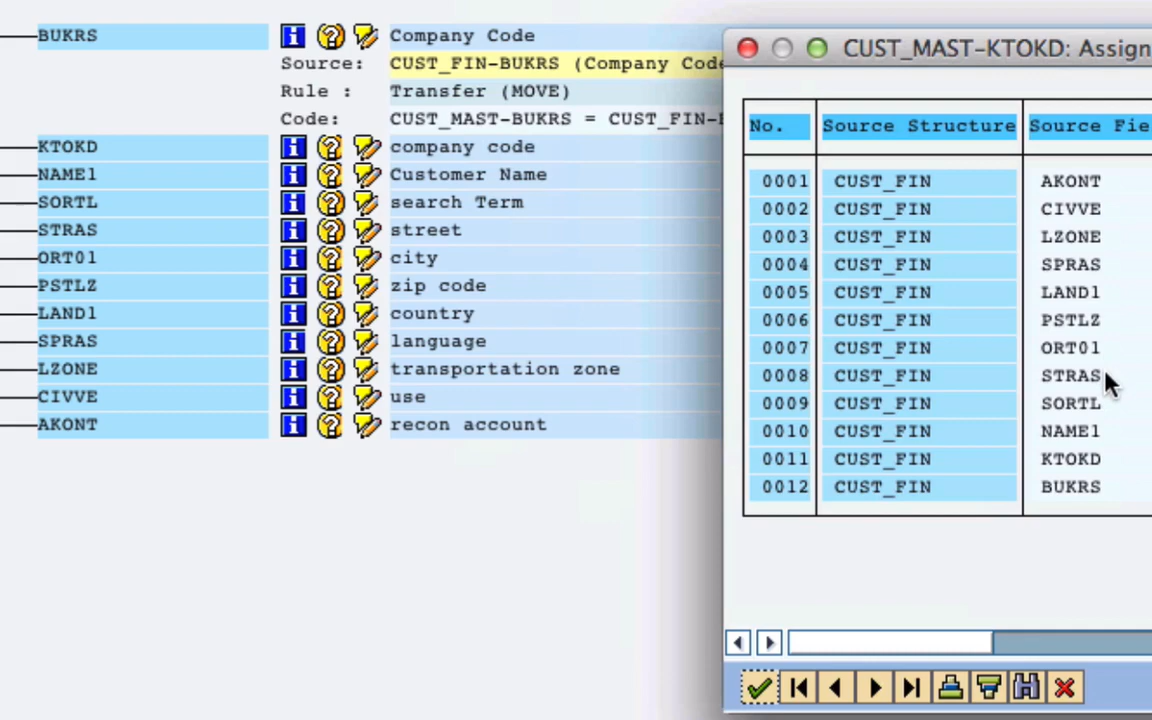 BUKRS Company Code
Source: CUST_FIN-BUKRS (Company Code
Rule : Transfer (MOVE)
Code: CUST_MAST-BUKRS = CUST_FIN-B
KTOKD company code
NAME1 Customer Name
SORTL search Term
STRAS street
ORT01 city
PSTLZ zip code
LAND1 country
SPRAS language
LZONE transportation zone
CIVVE use
AKONT recon account
CUST_MAST-KTOKD: Assign
No. Source Structure Source Fie
0001 CUST_FIN AKONT
0002 CUST_FIN CIVVE
0003 CUST_FIN LZONE
0004 CUST_FIN SPRAS
0005 CUST_FIN LAND1
0006 CUST_FIN PSTLZ
0007 CUST_FIN ORT01
0008 CUST_FIN STRAS
0009 CUST_FIN SORTL
0010 CUST_FIN NAME1
0011 CUST_FIN KTOKD
0012 CUST_FIN BUKRS